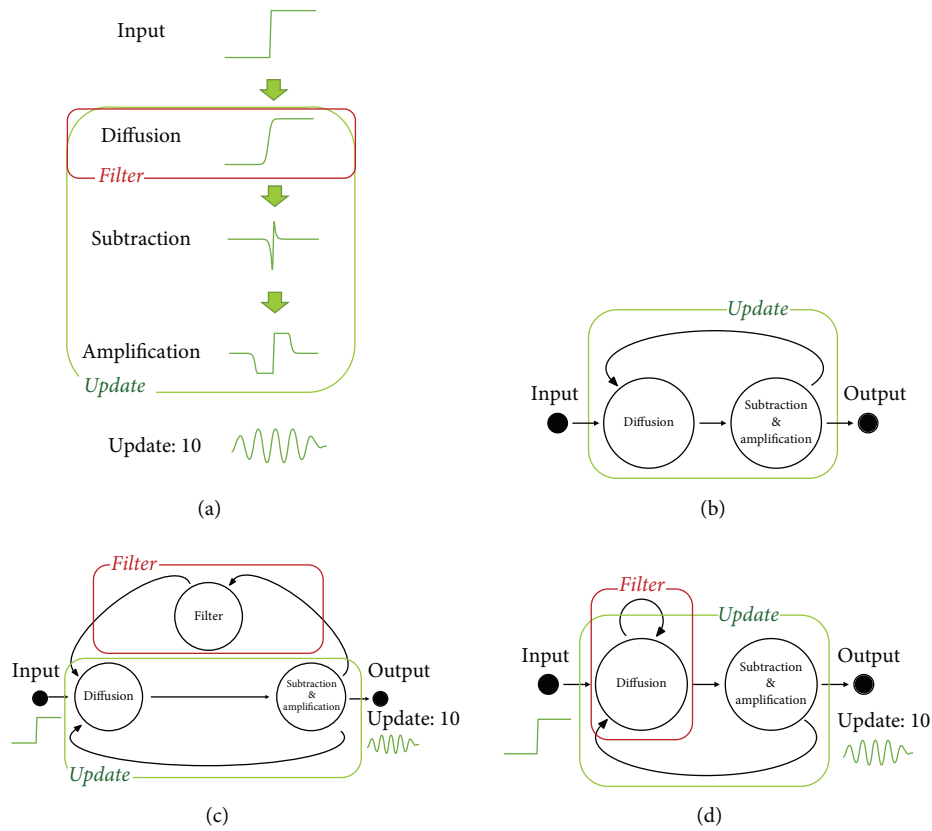 Input
Diffusion
Filter
Subtraction
Amplification
Update
Update: 10
(a)
Update
Input
Output
Diffusion
Subtraction
&
amplification
(b)
Filter
Filter
Input
Output
Diffusion
Subtraction
&
amplification
Update: 10
Update
(c)
Filter
Update
Input
Output
Diffusion
Subtraction
&
amplification
Update: 10
(d)